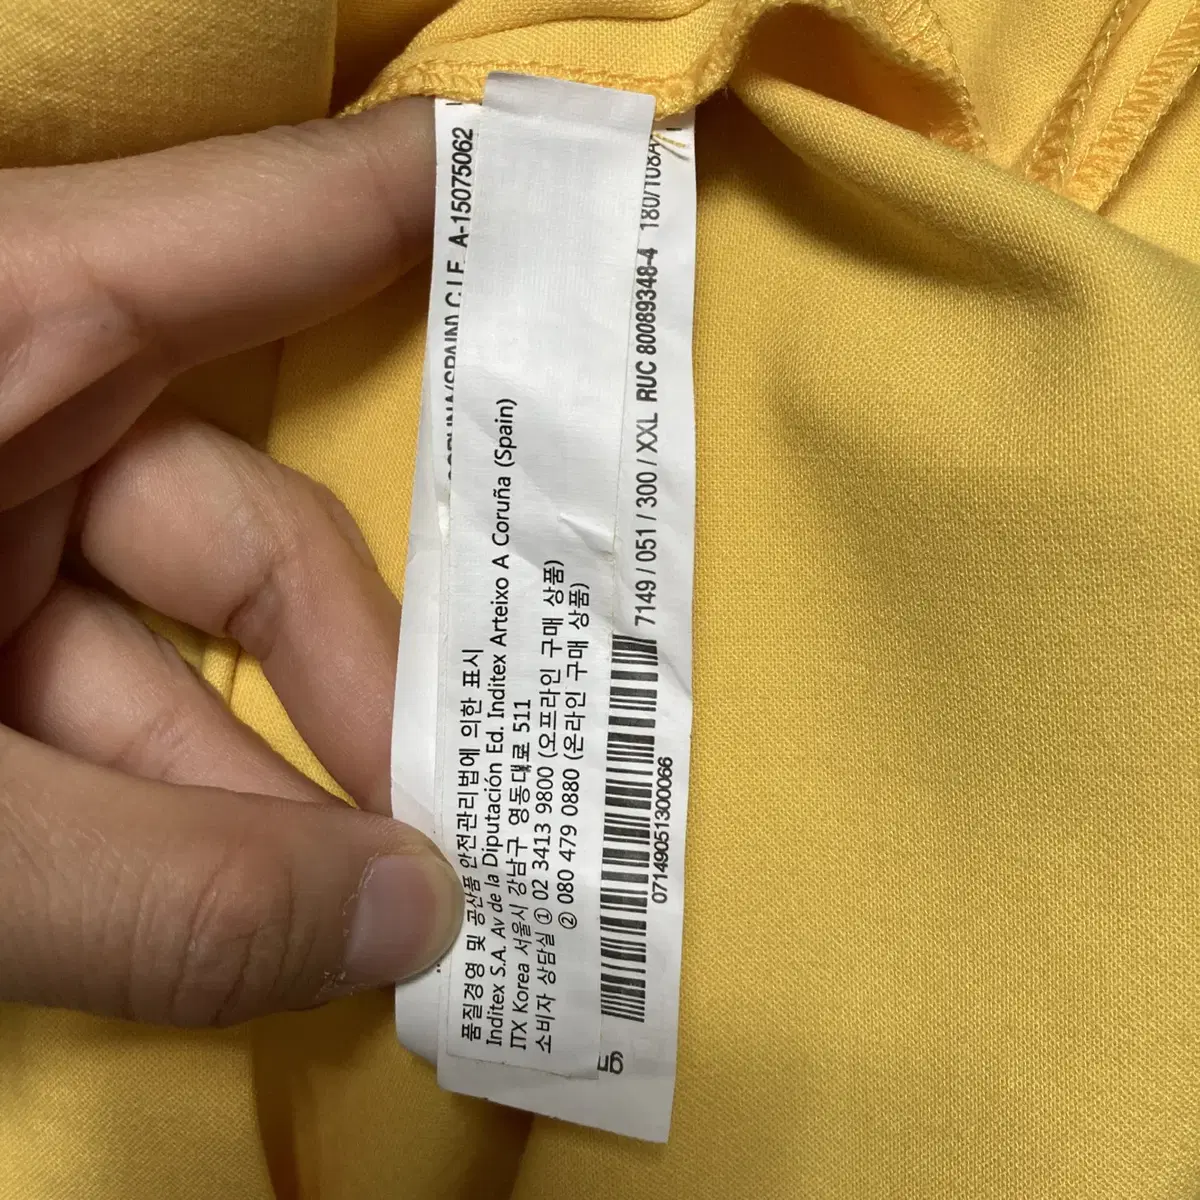 A-15075062
품질경영 및 공산품 안전관리법에 의한 표시
Inditex S.A. Av de la Diputación Ed. Inditex Arteixo A Coruña (Spain)
ITX Korea 서울시 강남구 영동대로 511
소비자 상담실 ① 02 3413 9800 (오프라인 구매 상품)
② 080 479 0880 (온라인 구매 상품)
7149 / 051 / 300 / XXL RUC 80089348-4 180/108A
07149051300066